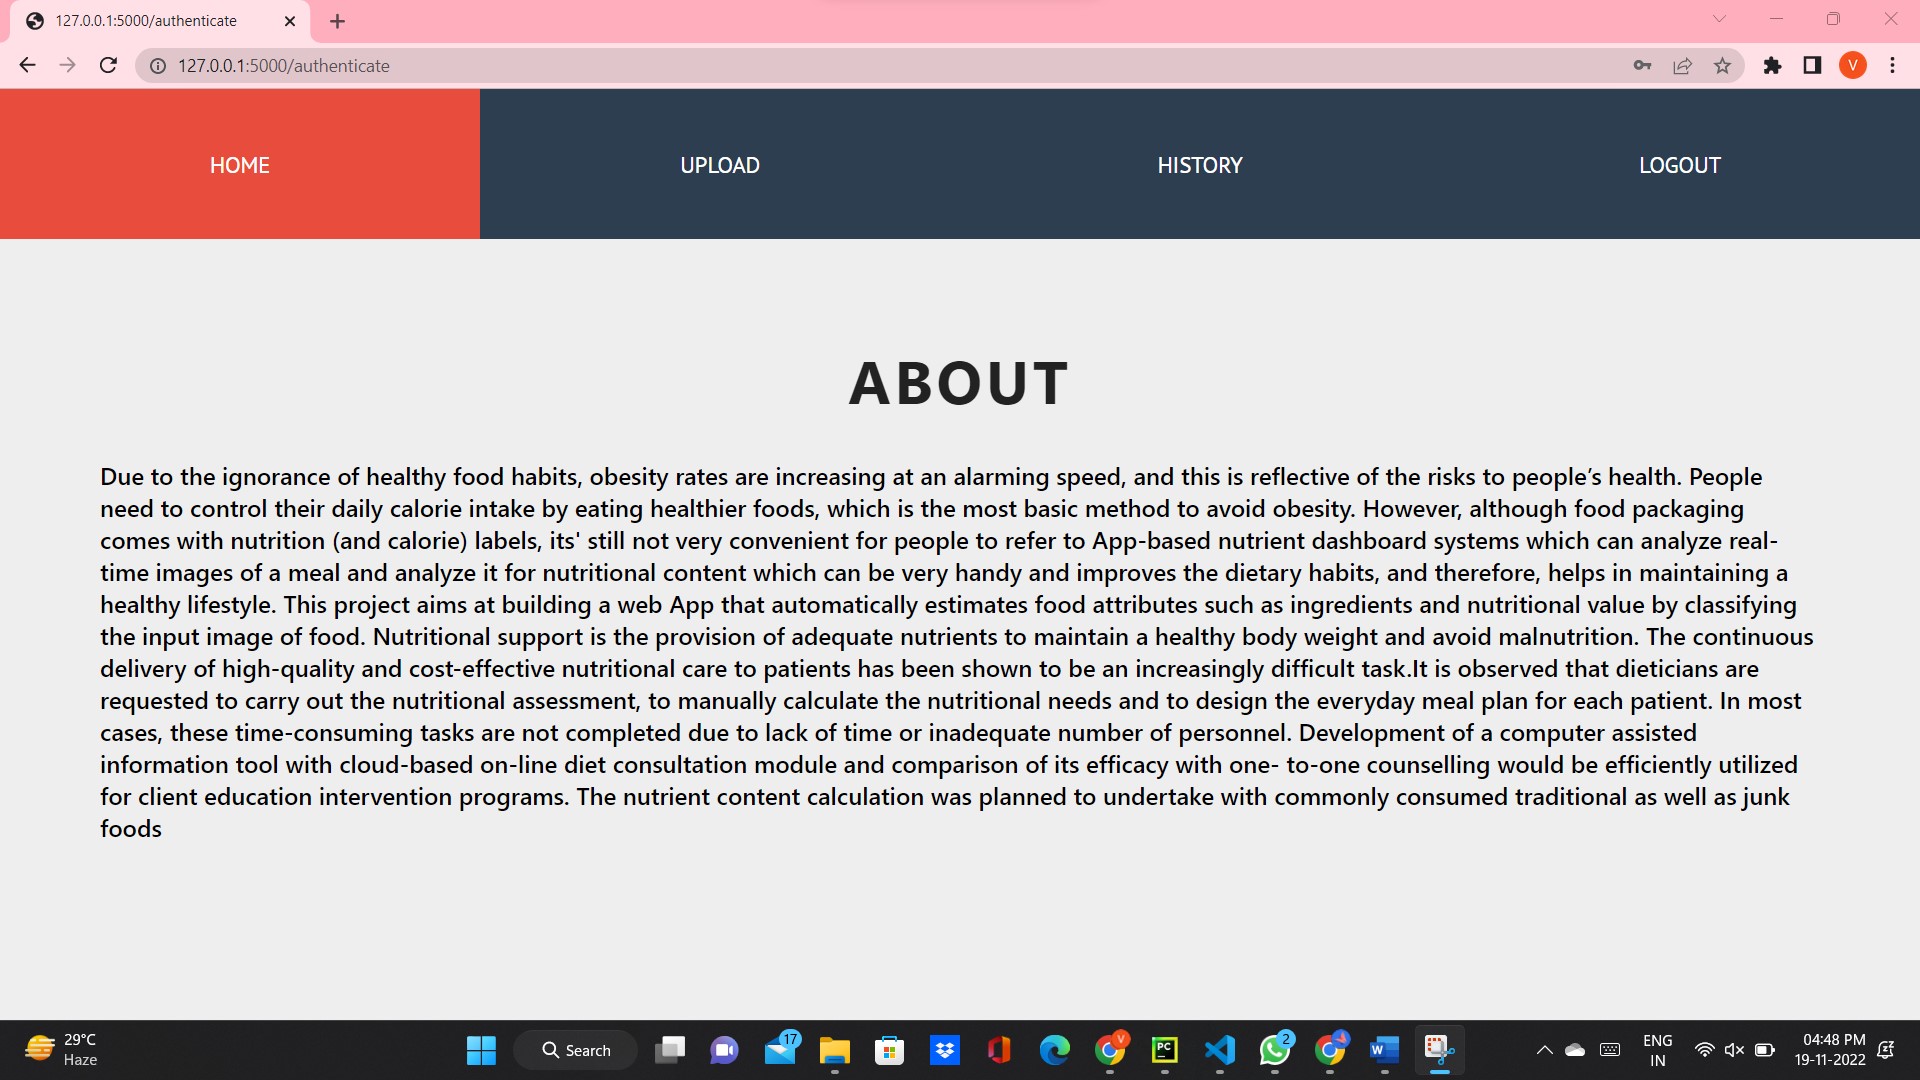 127.0.0.1:5000/authenticate
127.0.0.1:5000/authenticate
V
HOME
UPLOAD
HISTORY
LOGOUT
ABOUT
Due to the ignorance of healthy food habits, obesity rates are increasing at an alarming speed, and this is reflective of the risks to people’s health. People
need to control their daily calorie intake by eating healthier foods, which is the most basic method to avoid obesity. However, although food packaging
comes with nutrition (and calorie) labels, its' still not very convenient for people to refer to App-based nutrient dashboard systems which can analyze real-
time images of a meal and analyze it for nutritional content which can be very handy and improves the dietary habits, and therefore, helps in maintaining a
healthy lifestyle. This project aims at building a web App that automatically estimates food attributes such as ingredients and nutritional value by classifying
the input image of food. Nutritional support is the provision of adequate nutrients to maintain a healthy body weight and avoid malnutrition. The continuous
delivery of high-quality and cost-effective nutritional care to patients has been shown to be an increasingly difficult task.It is observed that dieticians are
requested to carry out the nutritional assessment, to manually calculate the nutritional needs and to design the everyday meal plan for each patient. In most
cases, these time-consuming tasks are not completed due to lack of time or inadequate number of personnel. Development of a computer assisted
information tool with cloud-based on-line diet consultation module and comparison of its efficacy with one- to-one counselling would be efficiently utilized
for client education intervention programs. The nutrient content calculation was planned to undertake with commonly consumed traditional as well as junk
foods
29°C
Haze
Search
17
V
PC
2
W
ENG
IN
04:48 PM
19-11-2022